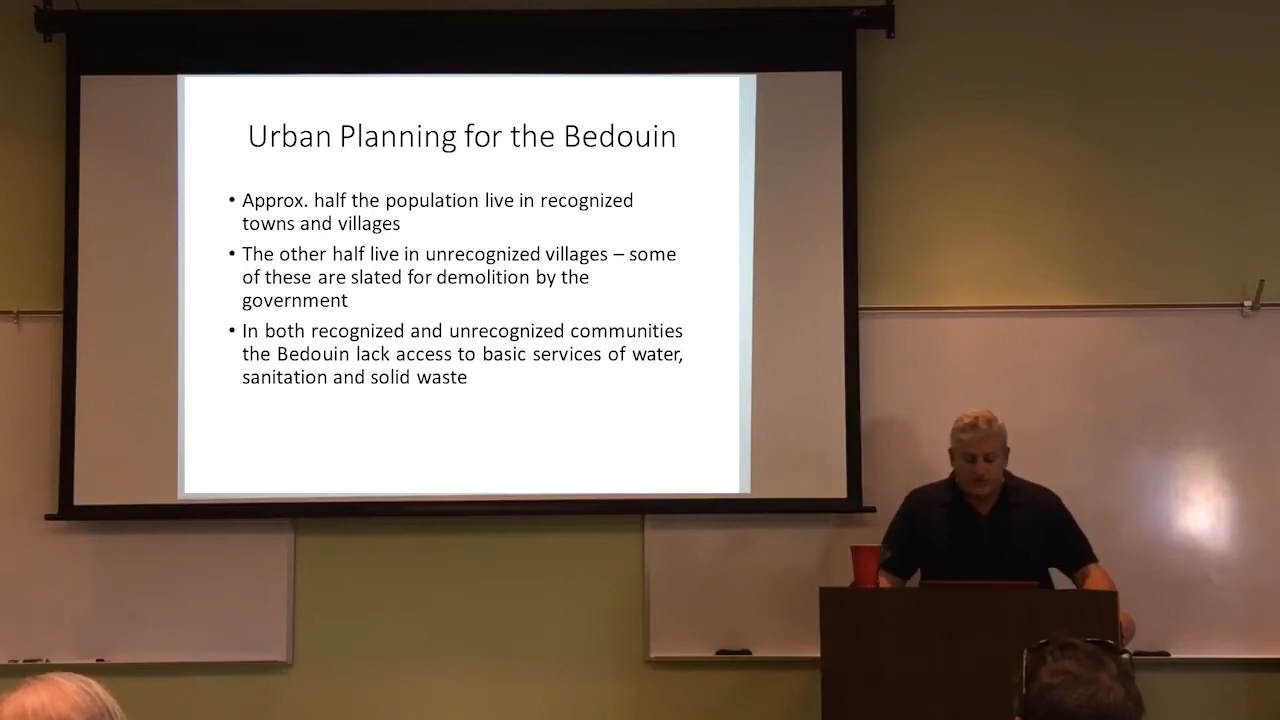 Urban Planning for the Bedouin
• Approx. half the population live in recognized
towns and villages
• The other half live in unrecognized villages – some
of these are slated for demolition by the
government
• In both recognized and unrecognized communities
the Bedouin lack access to basic services of water,
sanitation and solid waste